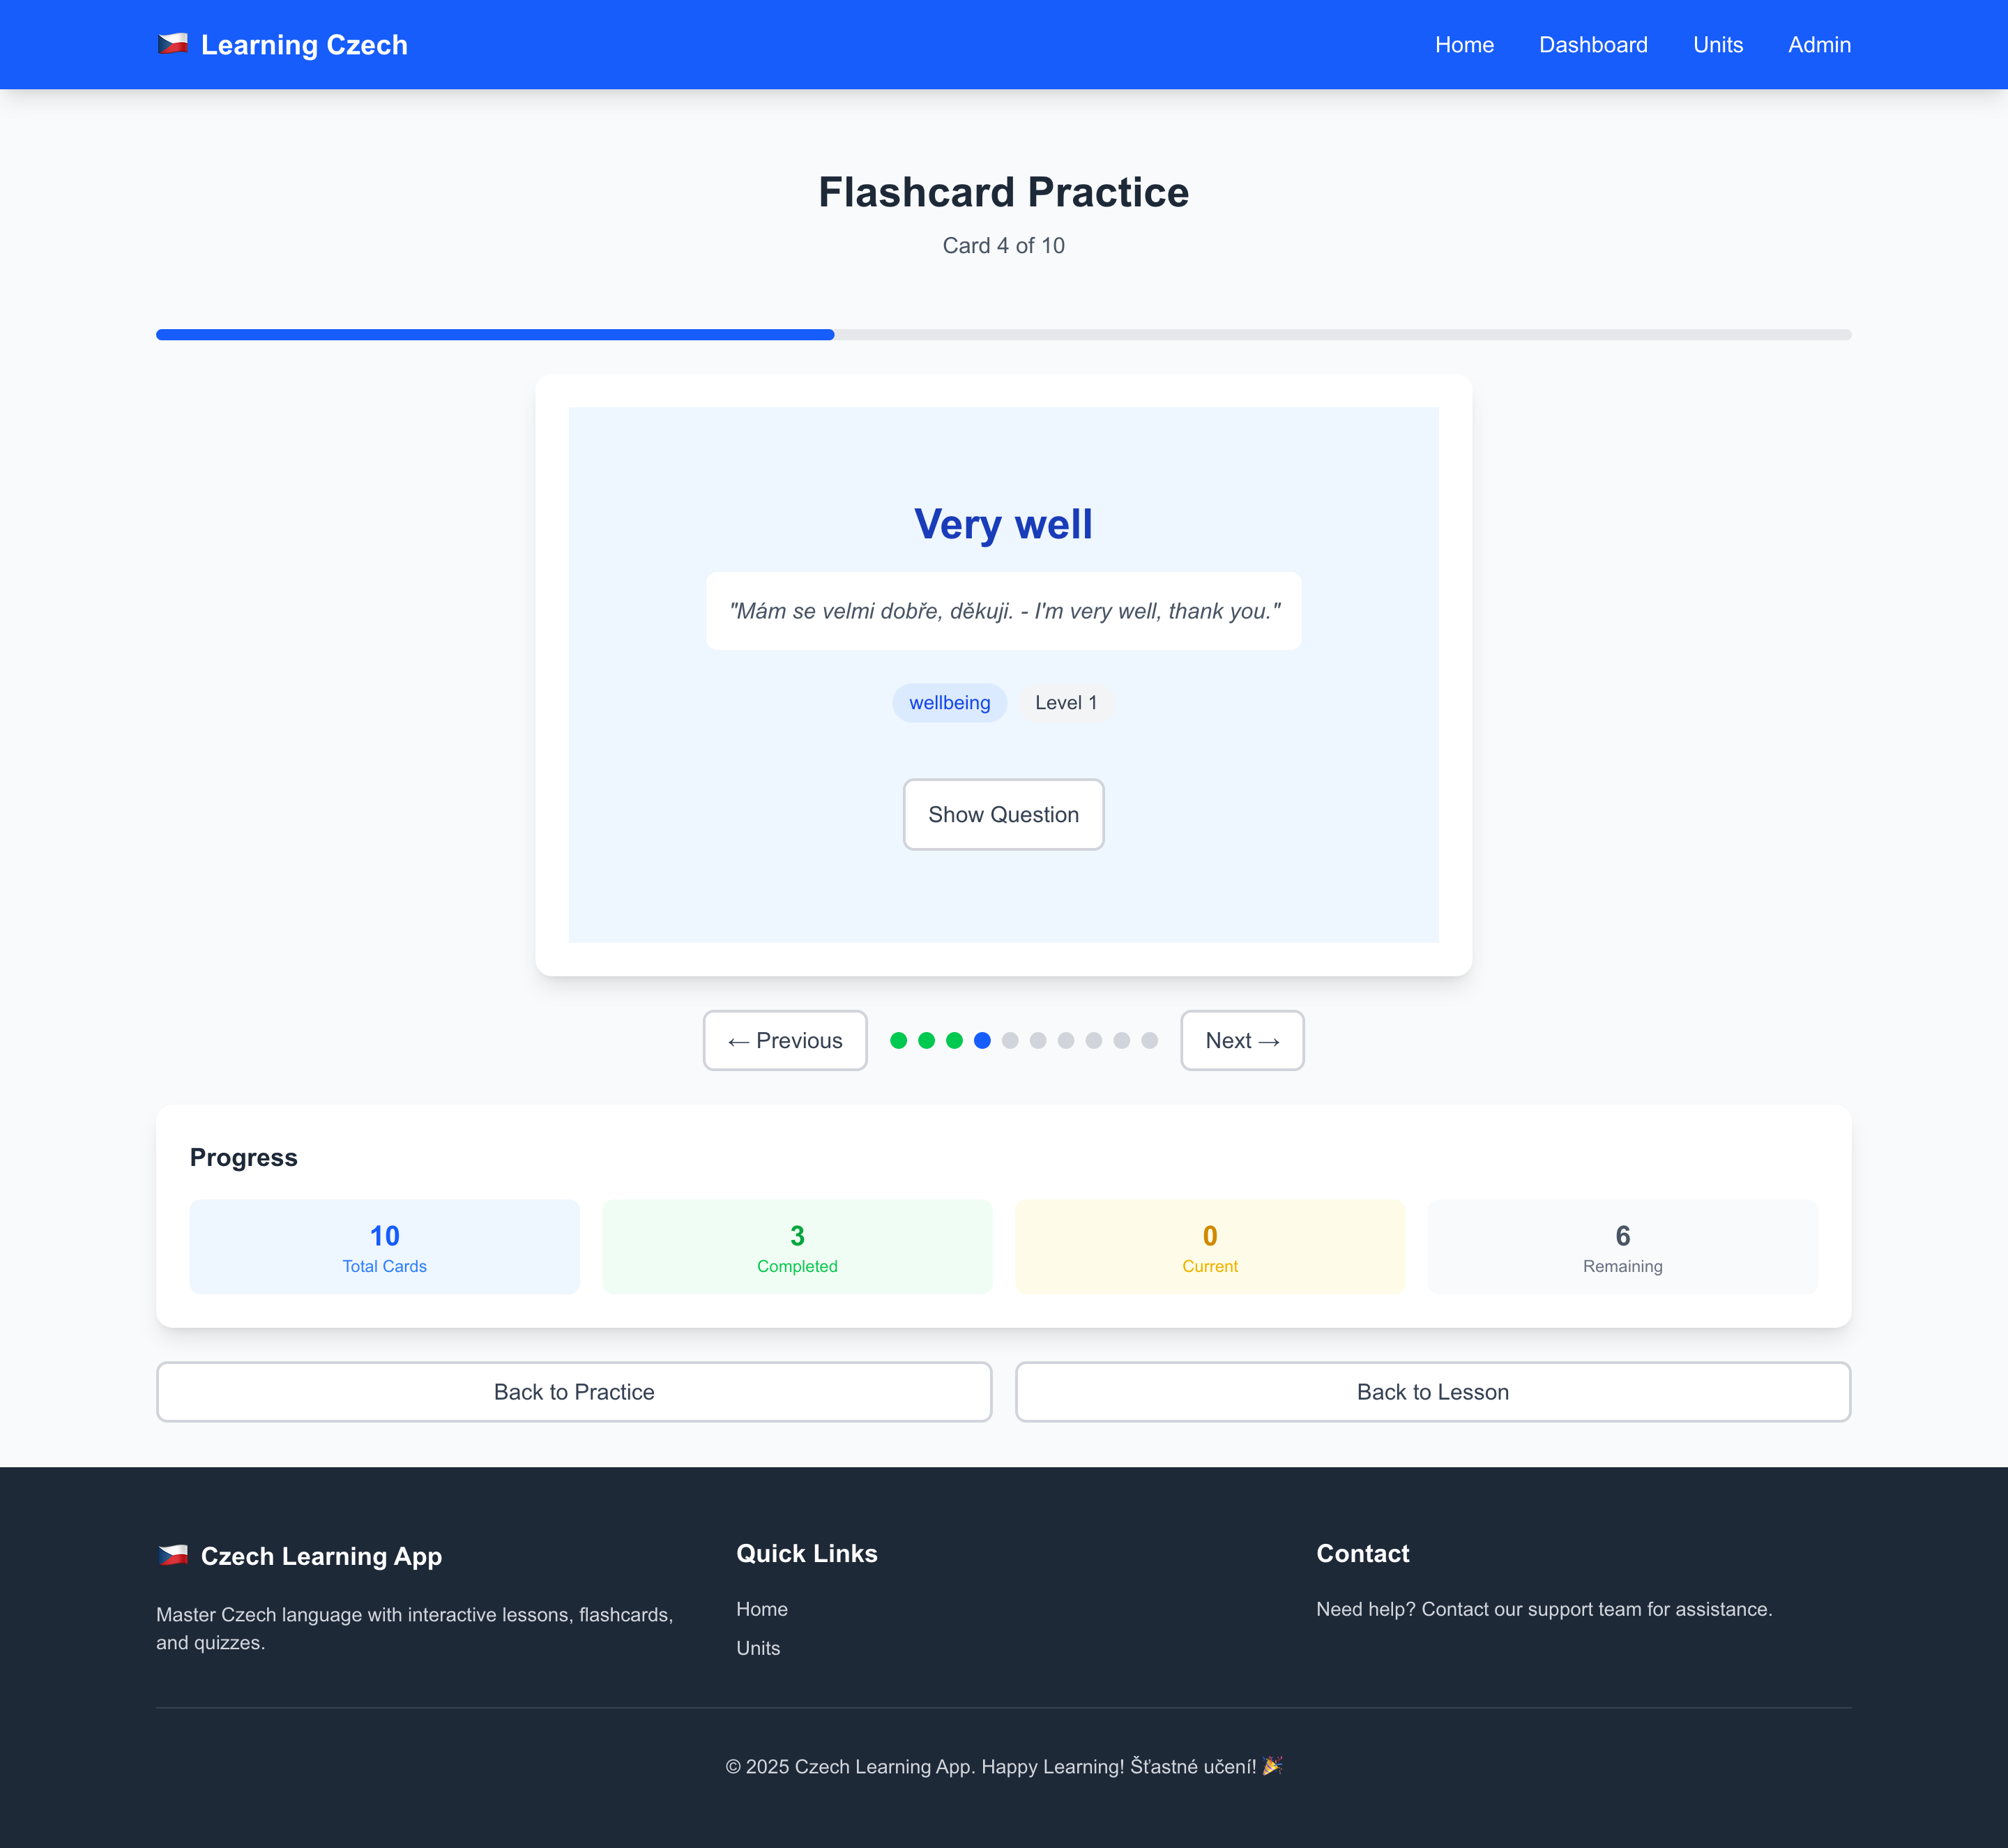 🇨🇿 Learning Czech
Home
Dashboard
Units
Admin
Flashcard Practice
Card 4 of 10
Very well
"Mám se velmi dobře, děkuji. - I'm very well, thank you."
wellbeing
Level 1
Show Question
← Previous
Next →
Progress
10
Total Cards
3
Completed
0
Current
6
Remaining
Back to Practice
Back to Lesson
🇨🇿 Czech Learning App
Master Czech language with interactive lessons, flashcards,
and quizzes.
Quick Links
Home
Units
Contact
Need help? Contact our support team for assistance.
© 2025 Czech Learning App. Happy Learning! Šťastné učení! 🎉